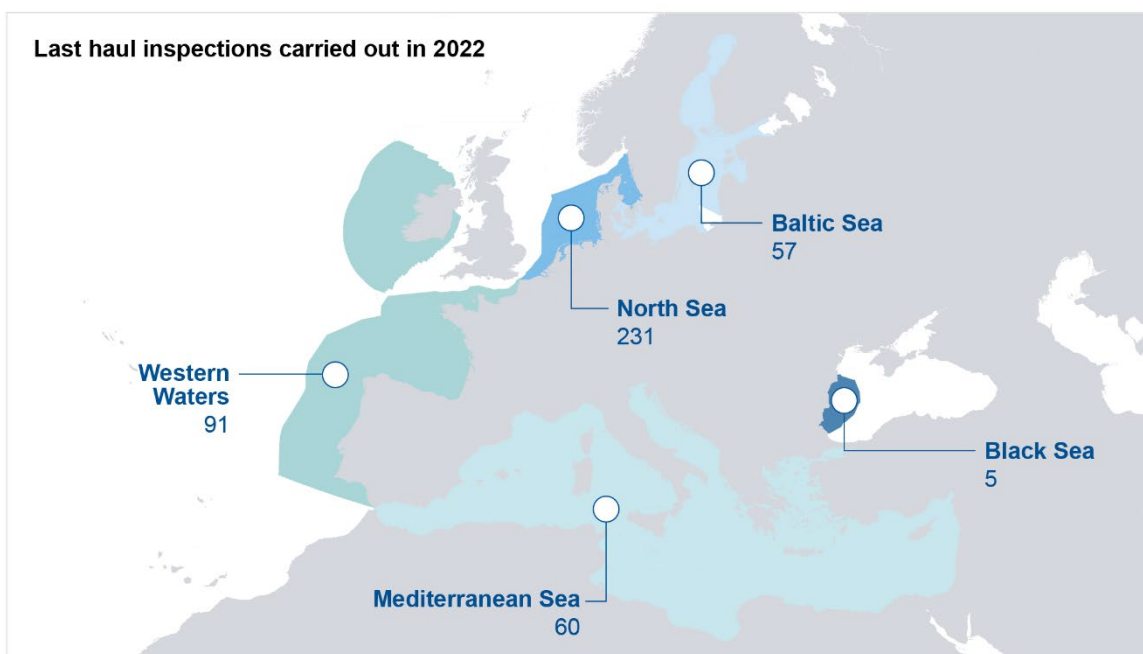 Last haul inspections carried out in 2022
Baltic Sea
57
North Sea
231
Western
Waters
91
Black Sea
5
Mediterranean Sea
60